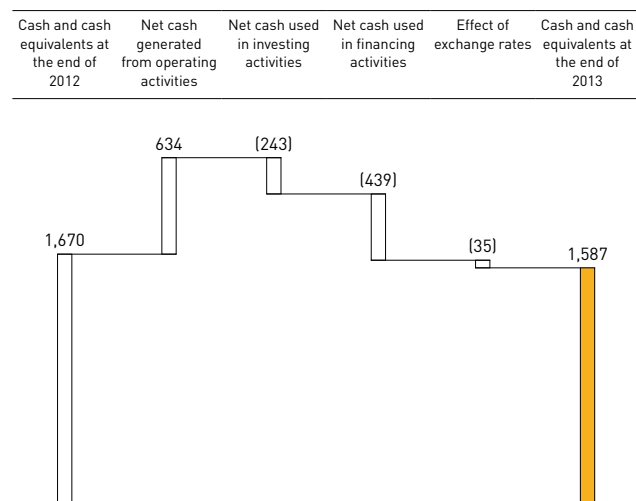 Cash and cash
equivalents at
the end of
2012
Net cash
generated
from operating
activities
Net cash used
in investing
activities
Net cash used
in financing
activities
Effect of
exchange rates
Cash and cash
equivalents at
the end of
2013
634
(243)
(439)
1,670
(35)
1,587